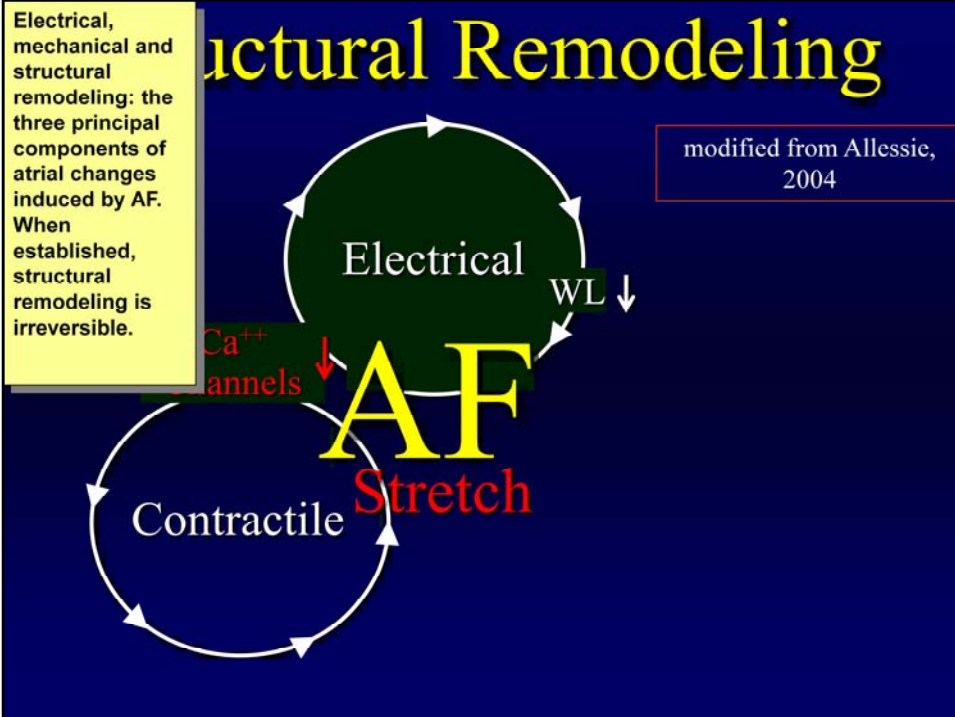 Electrical,
mechanical and
structural
remodeling: the
three principal
components of
atrial changes
induced by AF.
When
established,
structural
remodeling is
irreversible.
uctural Remodeling
modified from Allessie,
2004
Electrical
WL ↓
Ca++ ↓
hannels
AF
Stretch
Contractile